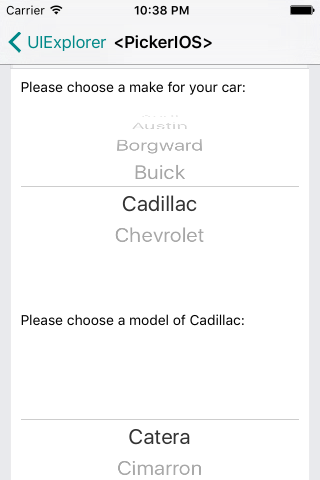 Carrier 10:38 PM
UIExplorer <PickerIOS>
Please choose a make for your car:
Austin
Borgward
Buick
Cadillac
Chevrolet
Please choose a model of Cadillac:
Catera
Cimarron